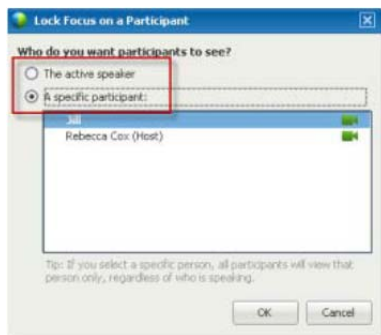 Lock Focus on a Participant
Who do you want participants to see?
The active speaker
A specific participant:
Jill
Rebecca Cox (Host)
Tip: If you select a specific person, all participants will view that
person only, regardless of who is speaking.
OK
Cancel